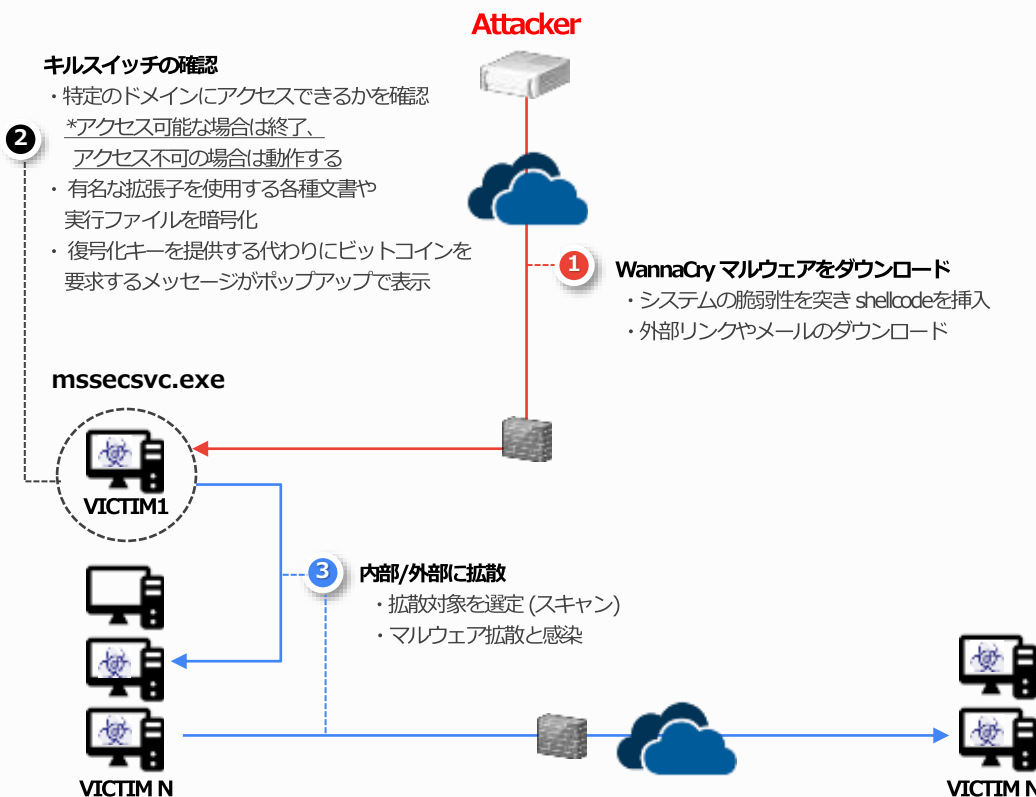 Attacker
キルスイッチの確認
・特定のドメインにアクセスできるかを確認
*アクセス可能な場合は終了、
アクセス不可の場合は動作する
・ 有名な拡張子を使用する各種文書や
実行ファイルを暗号化
・ 復号化キーを提供する代わりにビットコインを
要求するメッセージがポップアップで表示
2
1
WannaCry マルウェアをダウンロード
・システムの脆弱性を突き shellcodeを挿入
・外部リンクやメールのダウンロード
mssecsvc.exe
VICTIM1
3
内部/外部に拡散
・拡散対象を選定 (スキャン)
・マルウェア拡散と感染
VICTIM N
VICTIM N